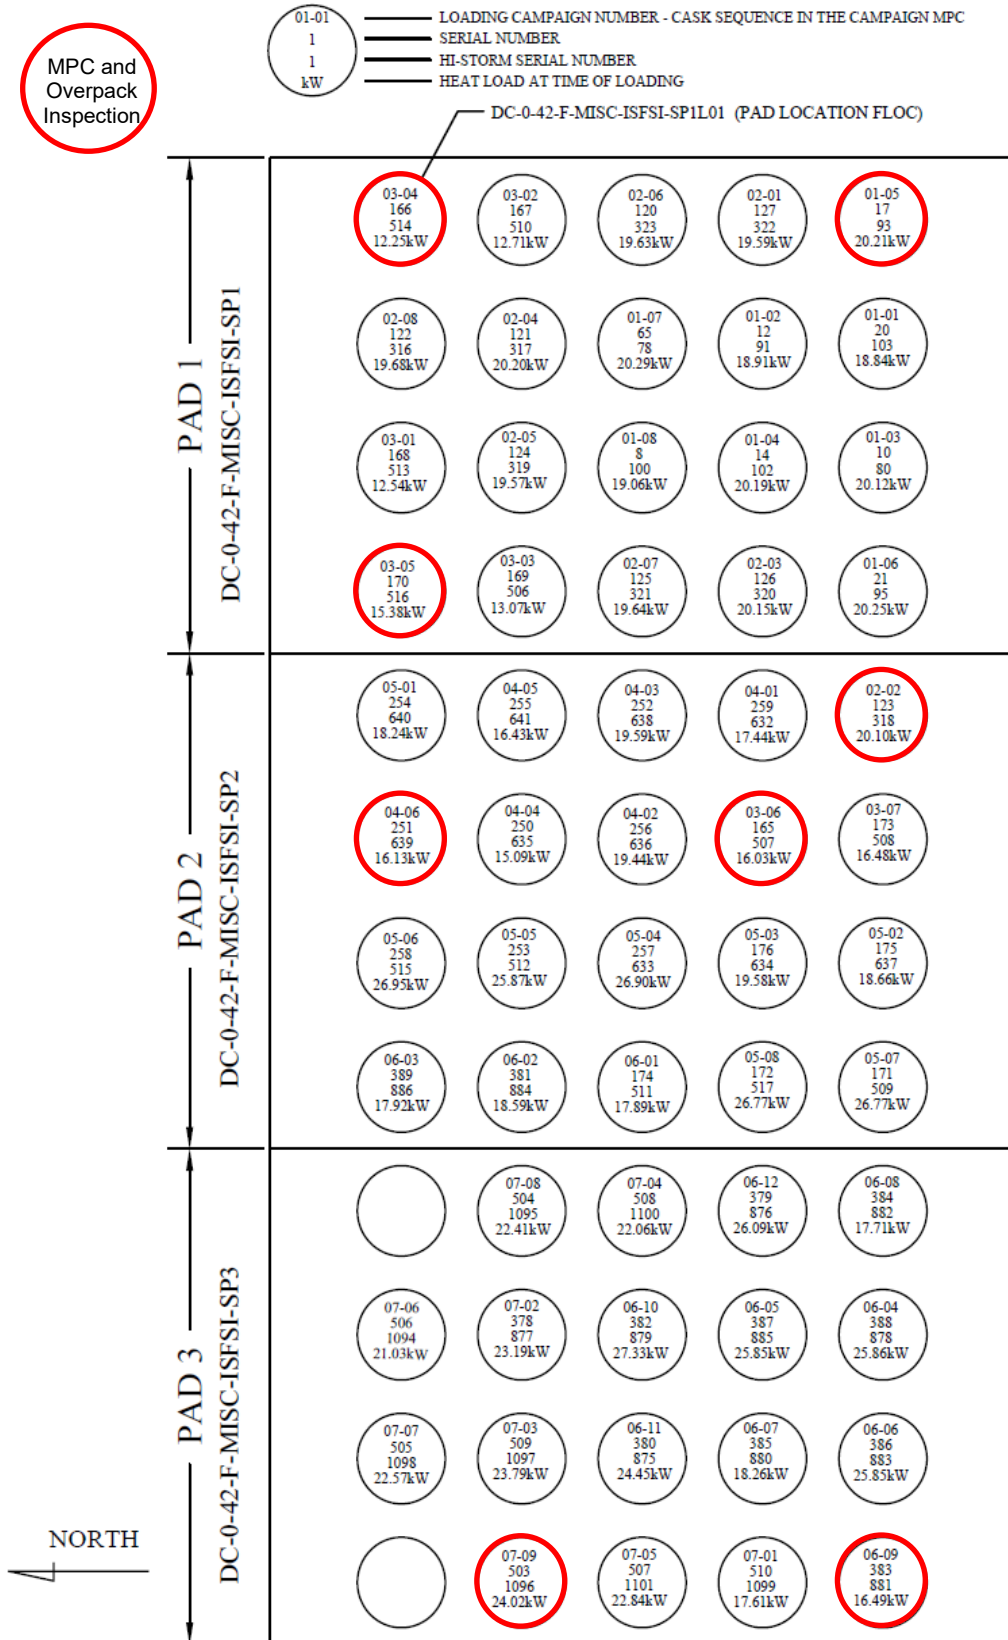 01-01
1
1
kW
LOADING CAMPAIGN NUMBER - CASK SEQUENCE IN THE CAMPAIGN MPC
SERIAL NUMBER
HI-STORM SERIAL NUMBER
HEAT LOAD AT TIME OF LOADING
MPC and
Overpack
Inspection
DC-0-42-F-MISC-ISFSI-SP1L01 (PAD LOCATION FLOC)
PAD 1
DC-0-42-F-MISC-ISFSI-SP1
03-04
166
514
12.25kW
03-02
167
510
12.71kW
02-06
120
323
19.63kW
02-01
127
322
19.59kW
01-05
17
93
20.21kW
02-08
122
316
19.68kW
02-04
121
317
20.20kW
01-07
65
78
20.29kW
01-02
12
91
18.91kW
01-01
20
103
18.84kW
03-01
168
513
12.54kW
02-05
124
319
19.57kW
01-08
8
100
19.06kW
01-04
14
102
20.19kW
01-03
10
80
20.12kW
03-05
170
516
15.38kW
03-03
169
506
13.07kW
02-07
125
321
19.64kW
02-03
126
320
20.15kW
01-06
21
95
20.25kW
PAD 2
DC-0-42-F-MISC-ISFSI-SP2
05-01
254
640
18.24kW
04-05
255
641
16.43kW
04-03
252
638
19.59kW
04-01
259
632
17.44kW
02-02
123
318
20.10kW
04-06
251
639
16.13kW
04-04
250
635
15.09kW
04-02
256
636
19.44kW
03-06
165
507
16.03kW
03-07
173
508
16.48kW
05-06
258
515
26.95kW
05-05
253
512
25.87kW
05-04
257
633
26.90kW
05-03
176
634
19.58kW
05-02
175
637
18.66kW
06-03
389
886
17.92kW
06-02
381
884
18.59kW
06-01
174
511
17.89kW
05-08
172
517
26.77kW
05-07
171
509
26.77kW
PAD 3
DC-0-42-F-MISC-ISFSI-SP3
07-08
504
1095
22.41kW
07-04
508
1100
22.06kW
06-12
379
876
26.09kW
06-08
384
882
17.71kW
07-06
506
1094
21.03kW
07-02
378
877
23.19kW
06-10
382
879
27.33kW
06-05
387
885
25.85kW
06-04
388
878
25.86kW
07-07
505
1098
22.57kW
07-03
509
1097
23.79kW
06-11
380
875
24.45kW
06-07
385
880
18.26kW
06-06
386
883
25.85kW
07-09
503
1096
24.02kW
07-05
507
1101
22.84kW
07-01
510
1099
17.61kW
06-09
383
881
16.49kW
NORTH